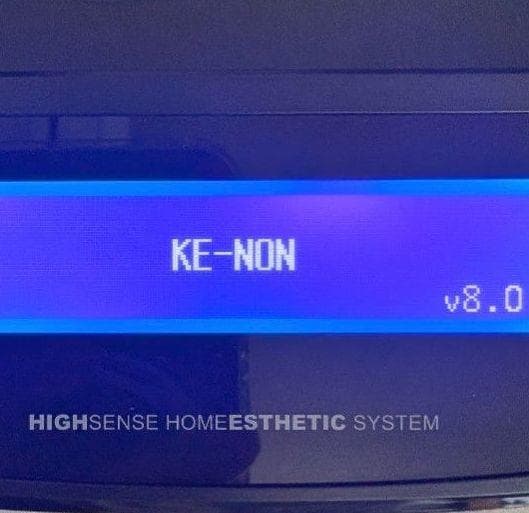 KE-NON
v8.0
HIGHSENSE HOMEESTHETIC SYSTEM